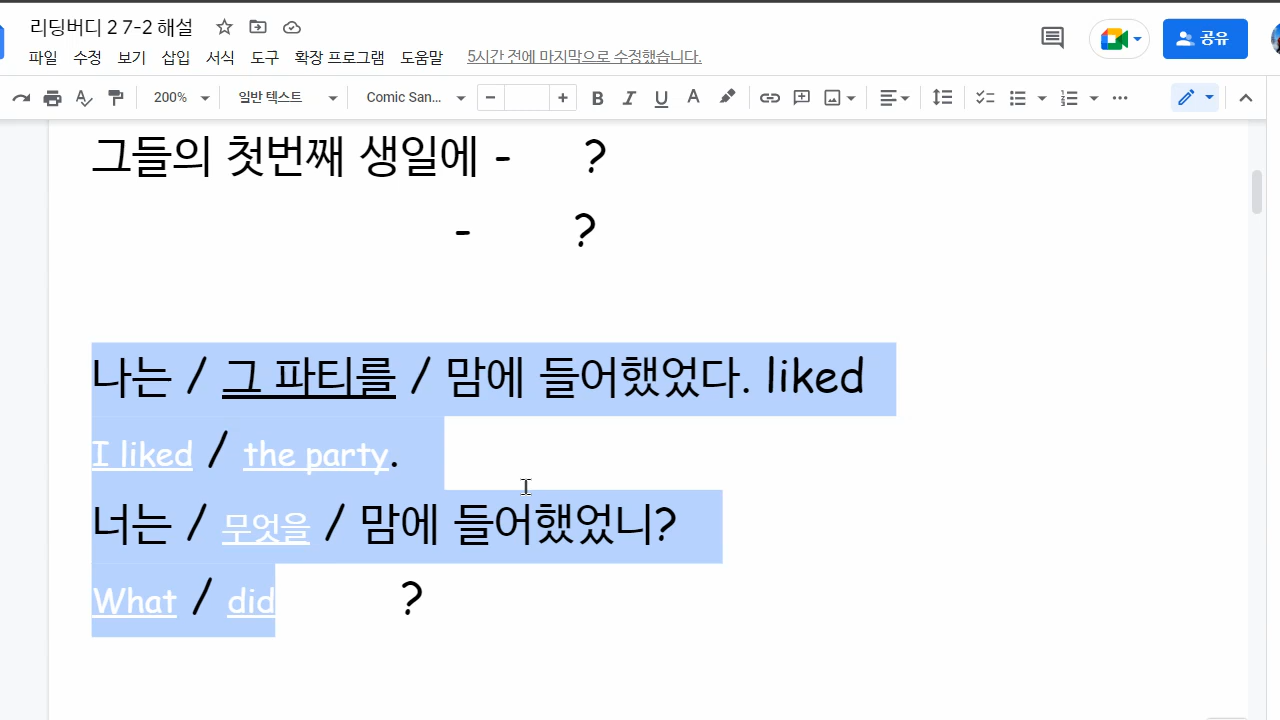 리딩버디 2 7-2 해설
파일 수정 보기 삽입 서식 도구 확장 프로그램 도움말 5시간 전에 마지막으로 수정했습니다.
공유
200% 일반 텍스트 Comic San... − + B I U A
그들의 첫번째 생일에 - ?
- ?
나는 / 그 파티를 / 맘에 들어했었다. liked
I liked / the party.
너는 / 무엇을 / 맘에 들어했었니?
What / did ?